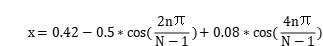 x = 0.42 − 0.5 * cos(2nπ/(N − 1)) + 0.08 * cos(4nπ/(N − 1))